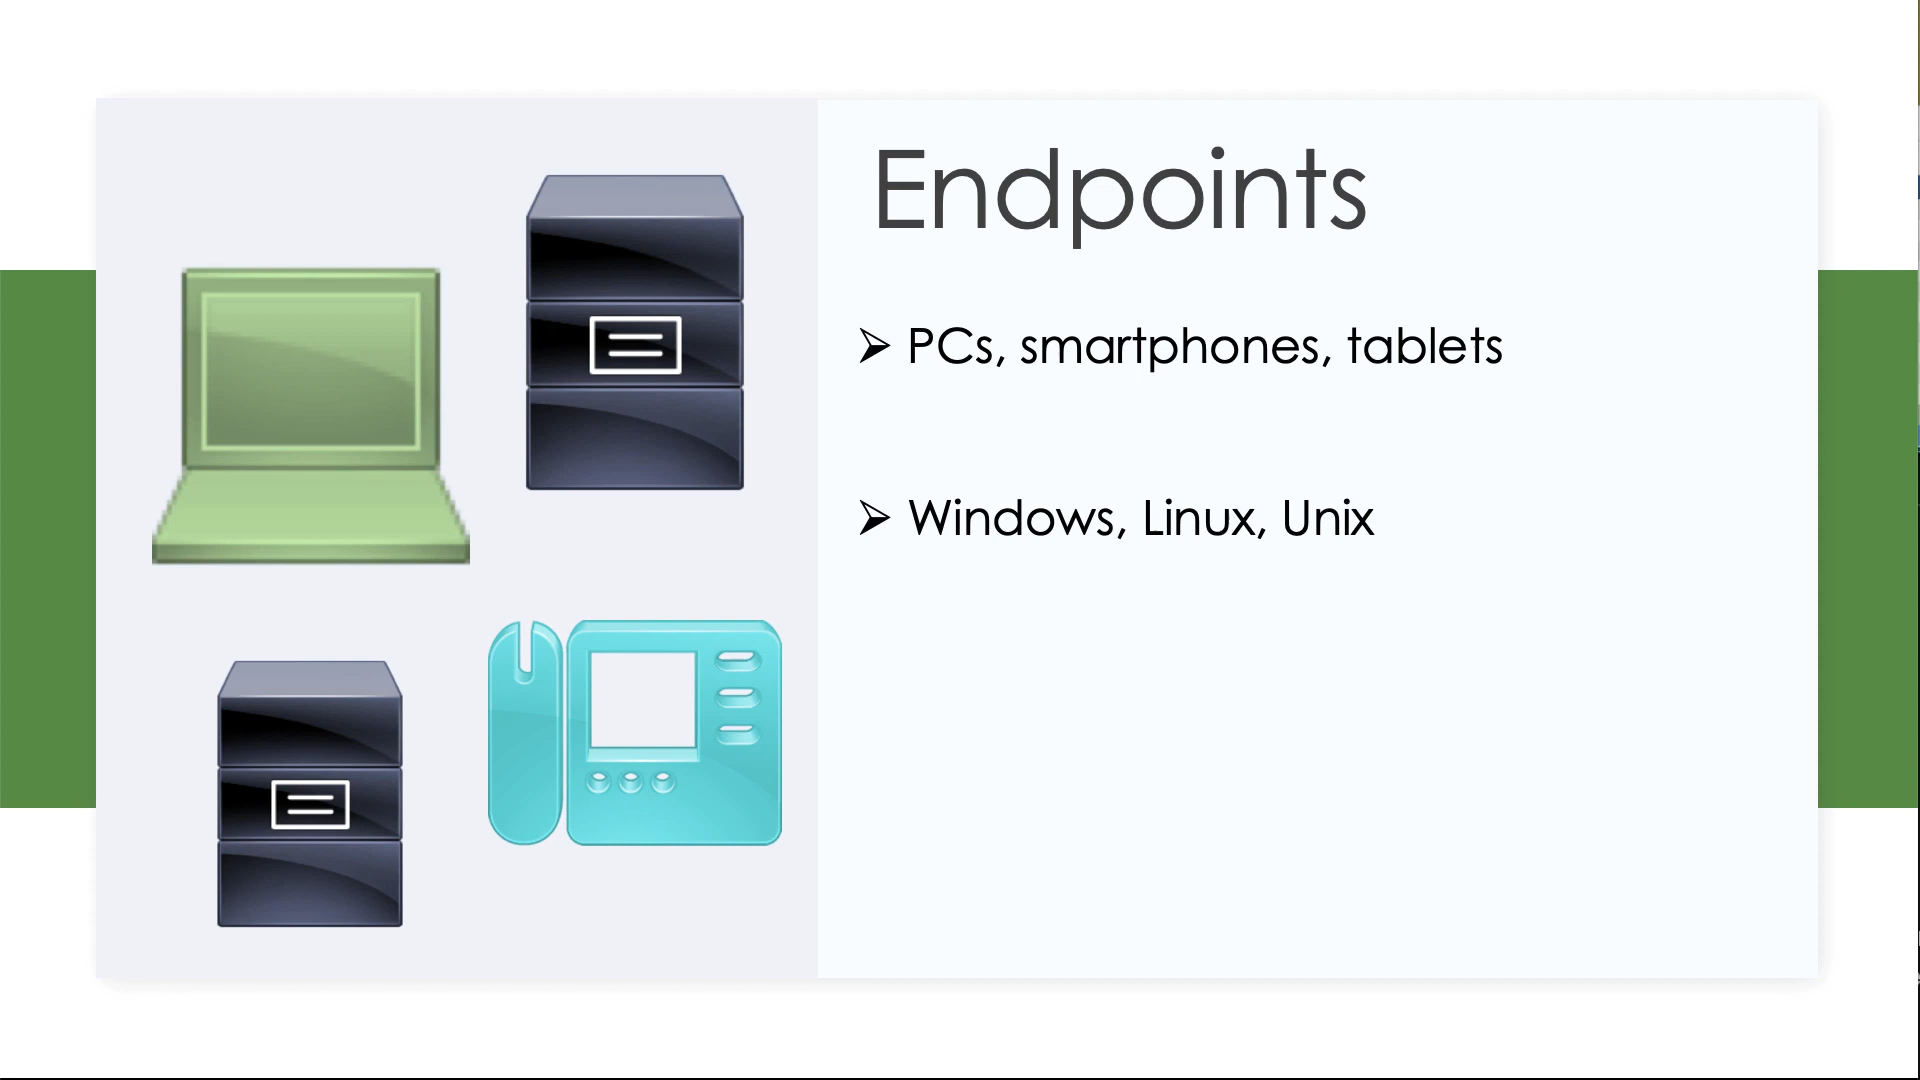 Endpoints
➢ PCs, smartphones, tablets
➢ Windows, Linux, Unix